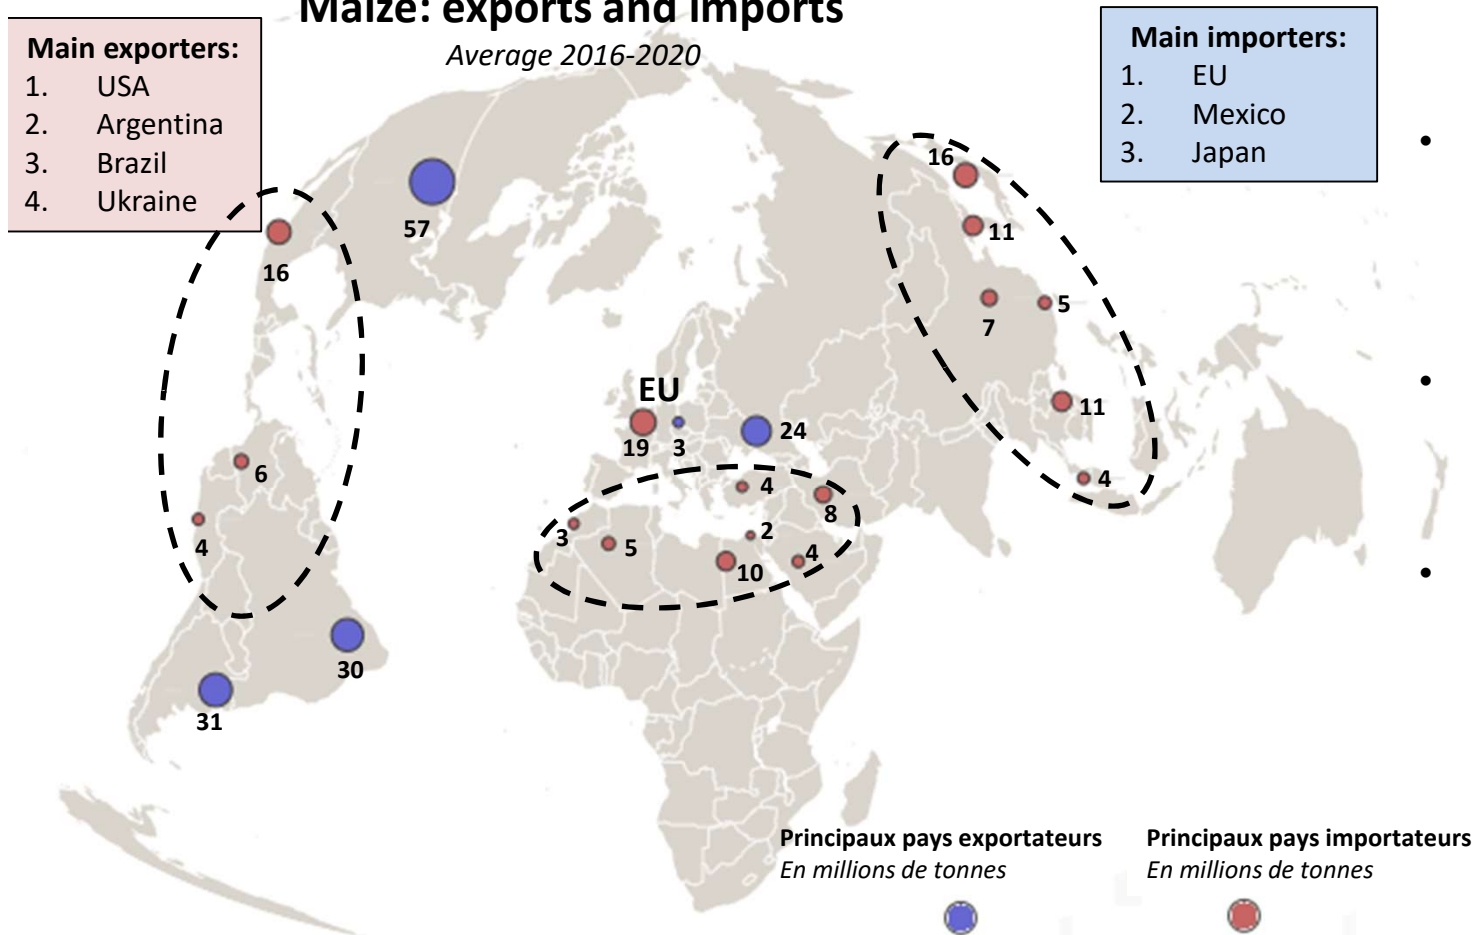 Maize: exports and imports
Average 2016-2020
Main exporters:
1. USA
2. Argentina
3. Brazil
4. Ukraine
Main importers:
1. EU
2. Mexico
3. Japan
•
•
•
16
57
16
11
7
5
11
4
EU
19
3
24
6
4
4
8
3
5
2
10
4
30
31
Principaux pays exportateurs
En millions de tonnes
Principaux pays importateurs
En millions de tonnes